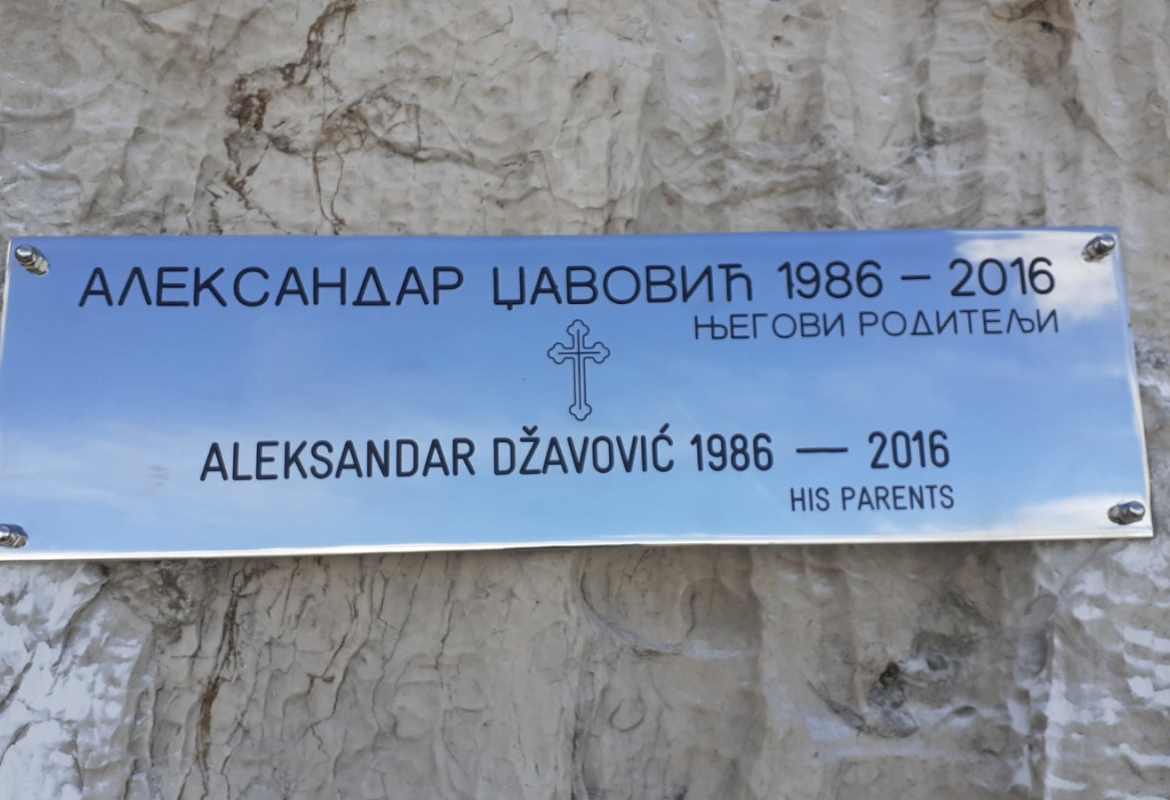 АЛЕКСАНДАР ЏАВОВИЋ 1986 – 2016
ЊЕГОВИ РОДИТЕЉИ
ALEKSANDAR DŽAVOVIĆ 1986 — 2016
HIS PARENTS